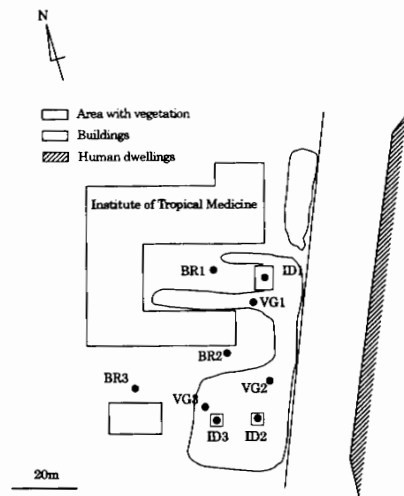 N
Area with vegetation
Buildings
Human dwellings
Institute of Tropical Medicine
BR1
ID1
VG1
BR2
BR3
VG2
VG3
ID3
ID2
20m